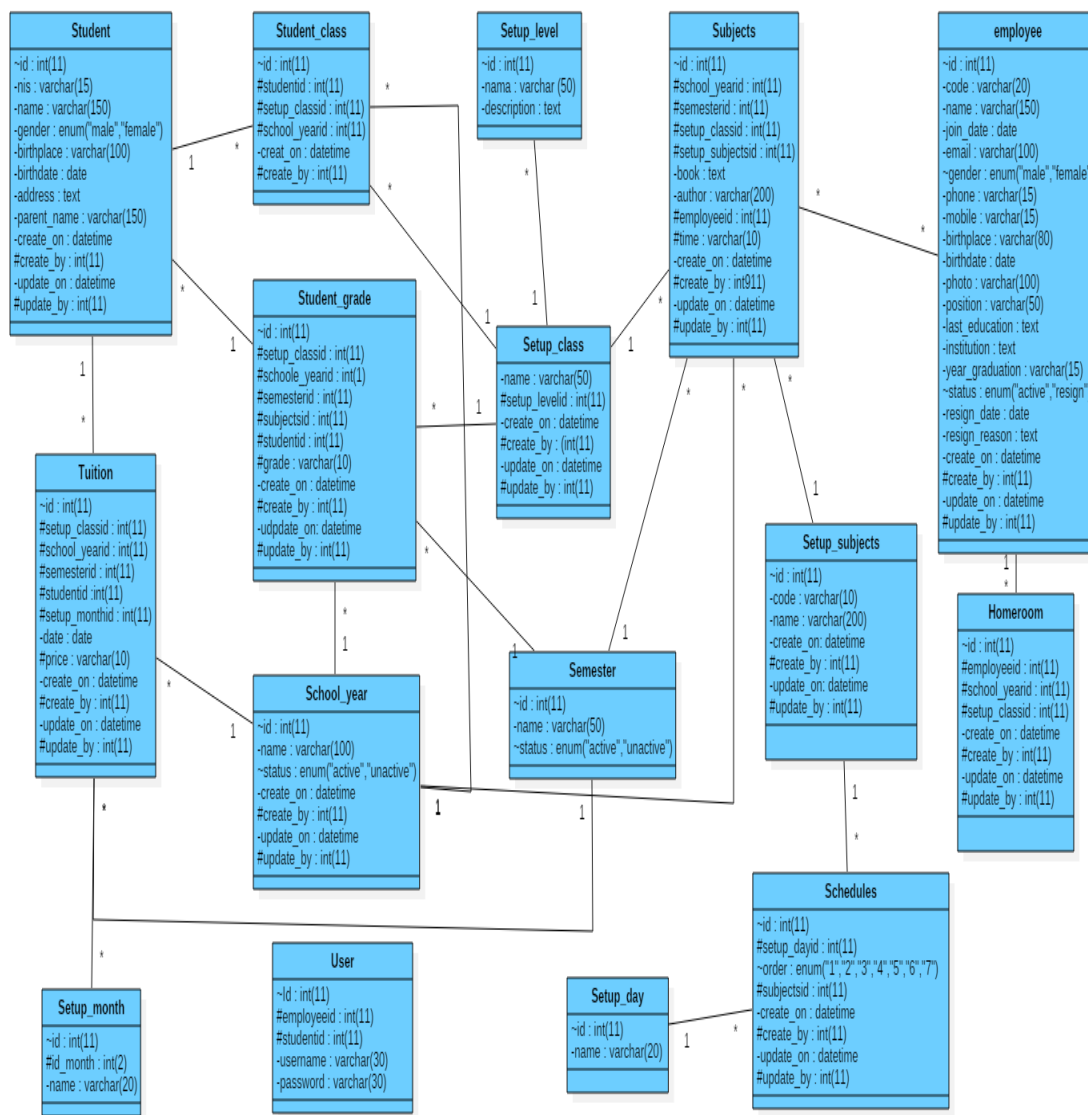 Student
~id : int(11)
-nis : varchar(15)
-name : varchar(150)
-gender : enum("male","female")
-birthplace : varchar(100)
-birthdate : date
-address : text
-parent_name : varchar(150)
-create_on : datetime
#create_by : int(11)
-update_on : datetime
#update_by : int(11)
Student_class
~id : int(11)
#studentid : int(11)
#setup_classid : int(11)
#school_yearid : int(11)
-creat_on : datetime
#create_by : int(11)
Setup_level
~id : int(11)
-nama : varchar (50)
-description : text
Subjects
~id : int(11)
#school_yearid : int(11)
#semesterid : int(11)
#setup_classid : int(11)
#setup_subjectsid : int(11)
-book : text
-author : varchar(200)
#employeeid : int(11)
#time : varchar(10)
-create_on : datetime
#create_by : int911)
-update_on : datetime
#update_by : int(11)
employee
~id : int(11)
-code : varchar(20)
-name : varchar(150)
-join_date : date
-email : varchar(100)
~gender : enum("male","female"
-phone : varchar(15)
-mobile : varchar(15)
-birthplace : varchar(80)
-birthdate : date
-photo : varchar(100)
-position : varchar(50)
-last_education : text
-institution : text
-year_graduation : varchar(15)
~status : enum("active","resign"
-resign_date : date
-resign_reason : text
-create_on : datetime
#create_by : int(11)
-update_on : datetime
#update_by : int(11)
1
*
*
*
*
*
*
*
1
1
1
*
1
*
1
*
1
*
1
*
*
*
*
Student_grade
~id : int(11)
#setup_classid : int(11)
#schoole_yearid : int(1)
#semesterid : int(11)
#subjectsid : int(11)
#studentid : int(11)
#grade : varchar(10)
-create_on : datetime
#create_by : int(11)
-udpdate_on: datetime
#update_by : int(11)
Setup_class
-name : varchar(50)
#setup_levelid : int(11)
-create_on : datetime
#create_by : (int(11)
-update_on : datetime
#update_by : int(11)
Tuition
~id : int(11)
#setup_classid : int(11)
#school_yearid : int(11)
#semesterid : int(11)
#studentid :int(11)
#setup_monthid : int(11)
-date : date
#price : varchar(10)
-create_on : datetime
#create_by : int(11)
-update_on : datetime
#update_by : int(11)
1
*
*
1
1
1
1
*
Setup_subjects
~id : int(11)
-code : varchar(10)
-name : varchar(200)
-create_on: datetime
#create_by : int(11)
-update_on: datetime
#update_by : int(11)
Homeroom
~id : int(11)
#employeeid : int(11)
#school_yearid : int(11)
#setup_classid : int(11)
-create_on : datetime
#create_by : int(11)
-update_on : datetime
#update_by : int(11)
*
1
School_year
~id : int(11)
-name : varchar(100)
~status : enum("active","unactive")
-create_on : datetime
#create_by : int(11)
-update_on : datetime
#update_by : int(11)
Semester
~id : int(11)
-name : varchar(50)
~status : enum("active","unactive")
*
1
1
1
*
*
Setup_month
~id : int(11)
#id_month : int(2)
-name : varchar(20)
User
~Id : int(11)
#employeeid : int(11)
#studentid : int(11)
-username : varchar(30)
-password : varchar(30)
Setup_day
~id : int(11)
-name : varchar(20)
1
*
Schedules
~id : int(11)
#setup_dayid : int(11)
~order : enum("1","2","3","4","5","6","7")
#subjectsid : int(11)
-create_on : datetime
#create_by : int(11)
-update_on : datetime
#update_by : int(11)